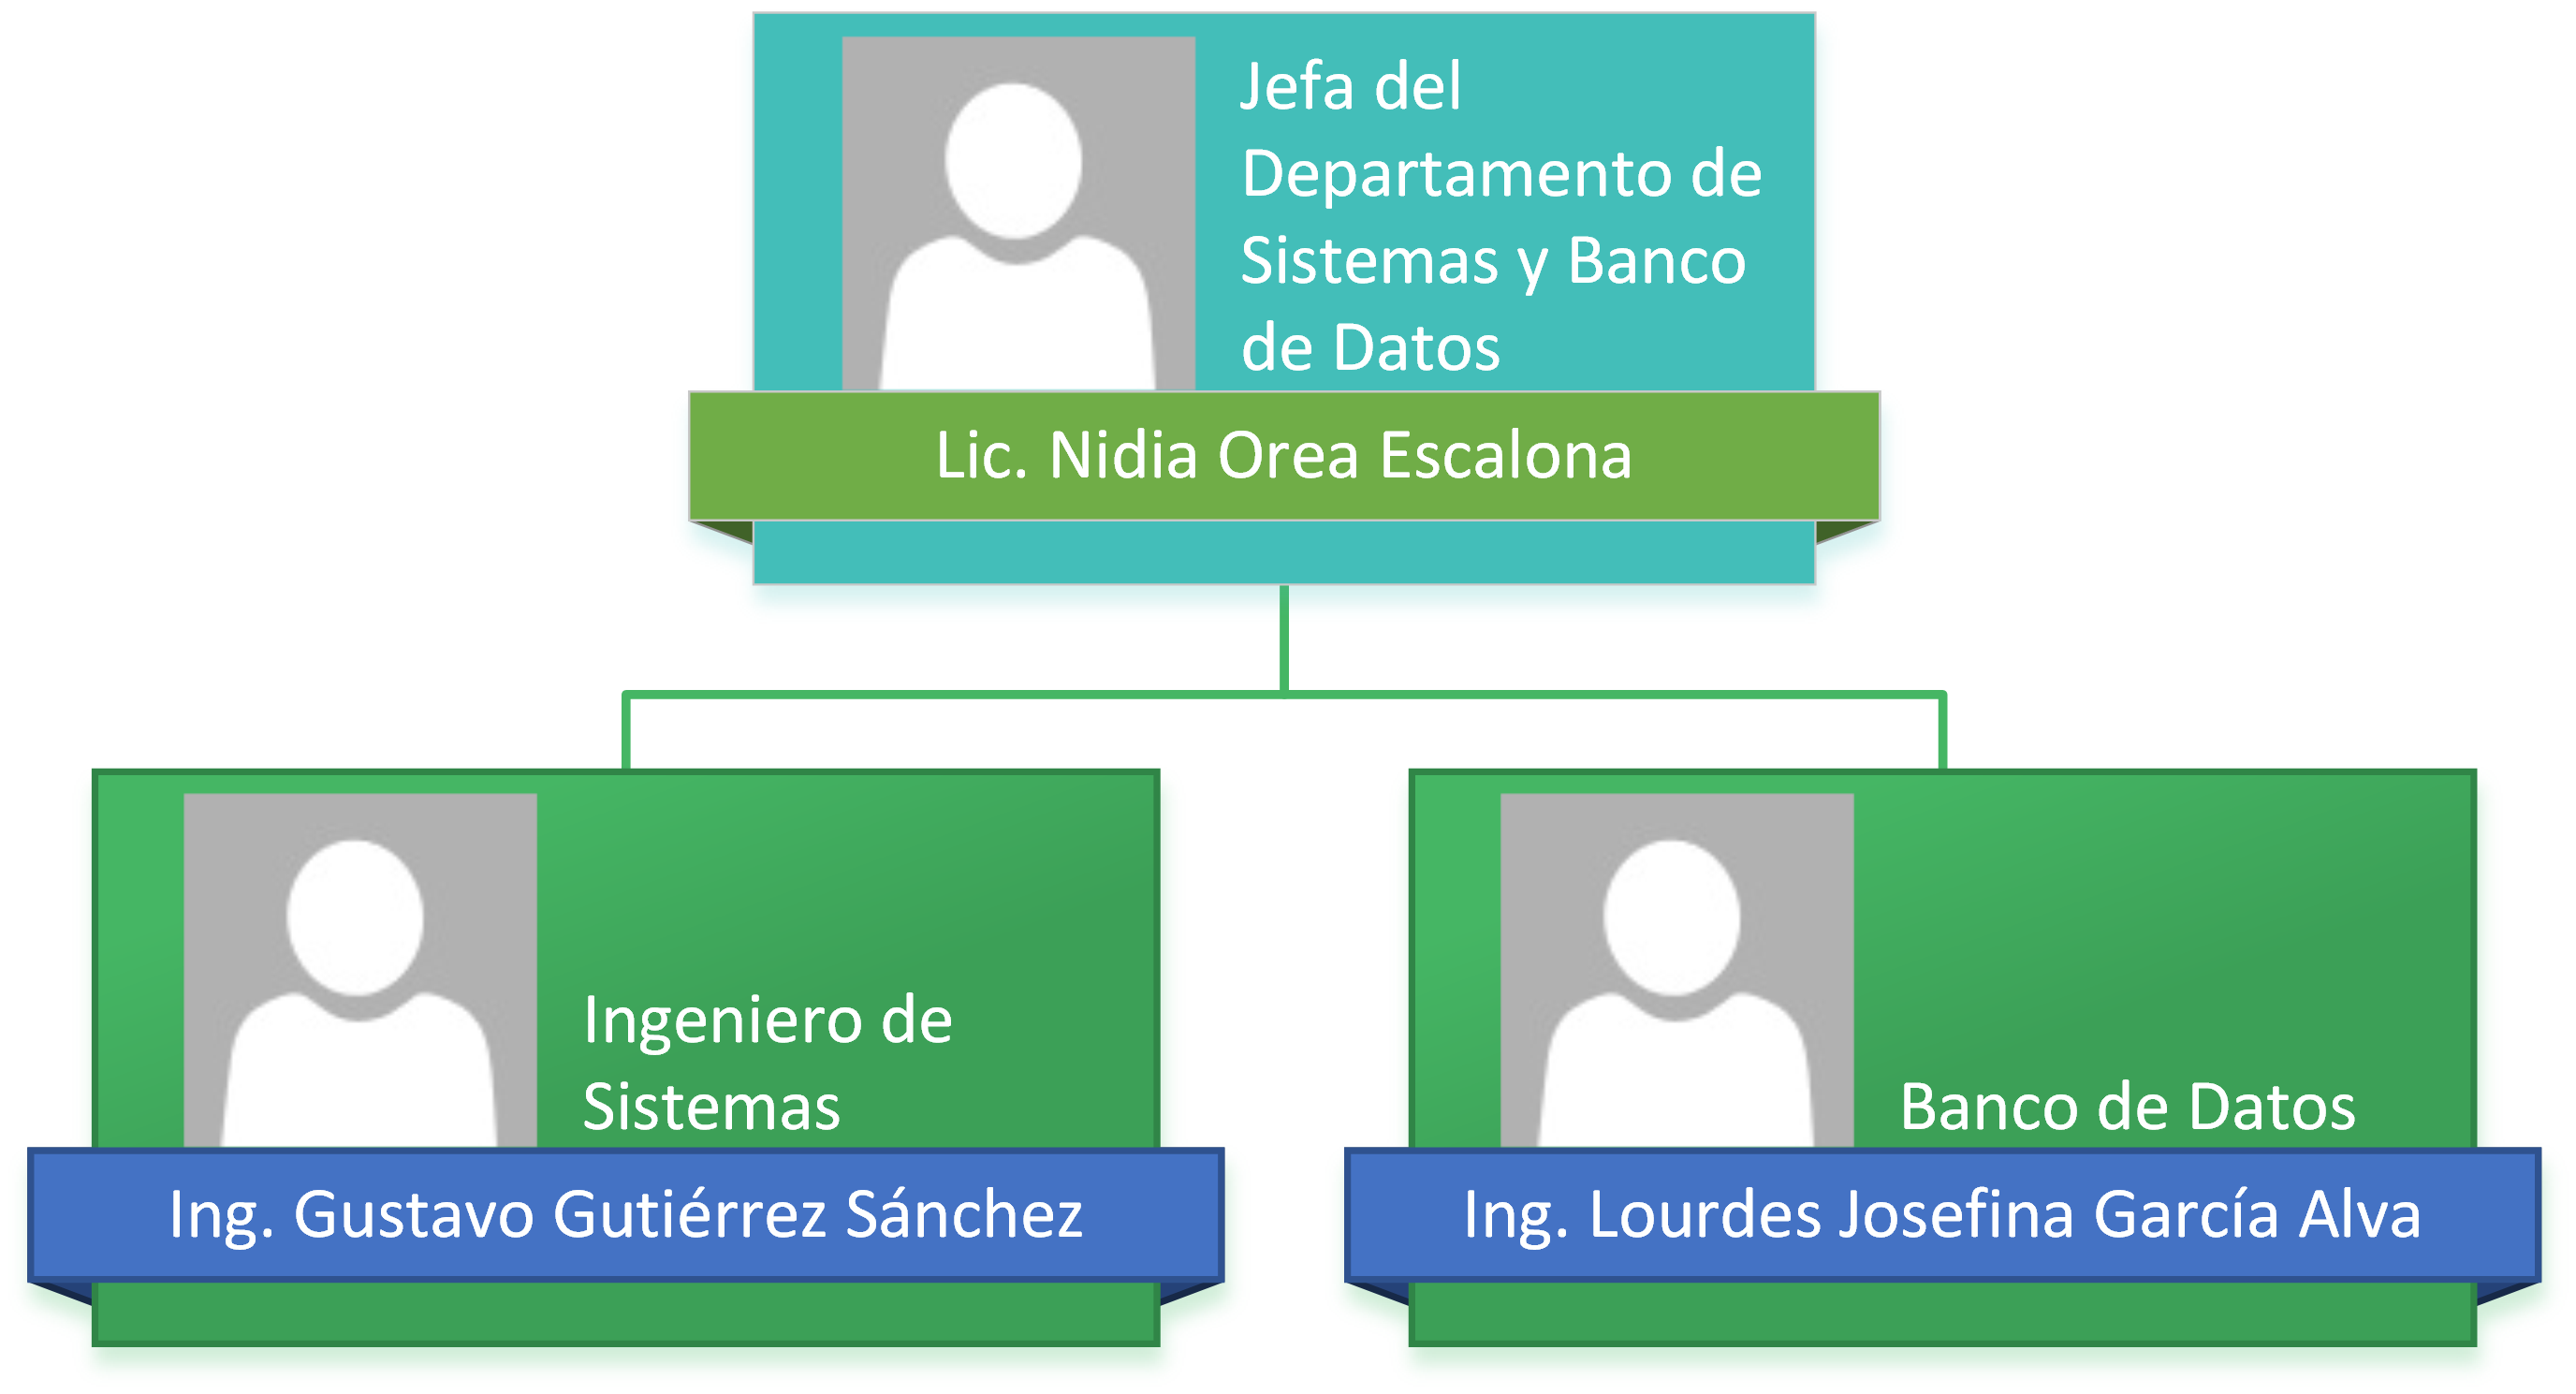 Jefa del
Departamento de
Sistemas y Banco
de Datos
Lic. Nidia Orea Escalona
Ingeniero de
Sistemas
Ing. Gustavo Gutiérrez Sánchez
Banco de Datos
Ing. Lourdes Josefina García Alva